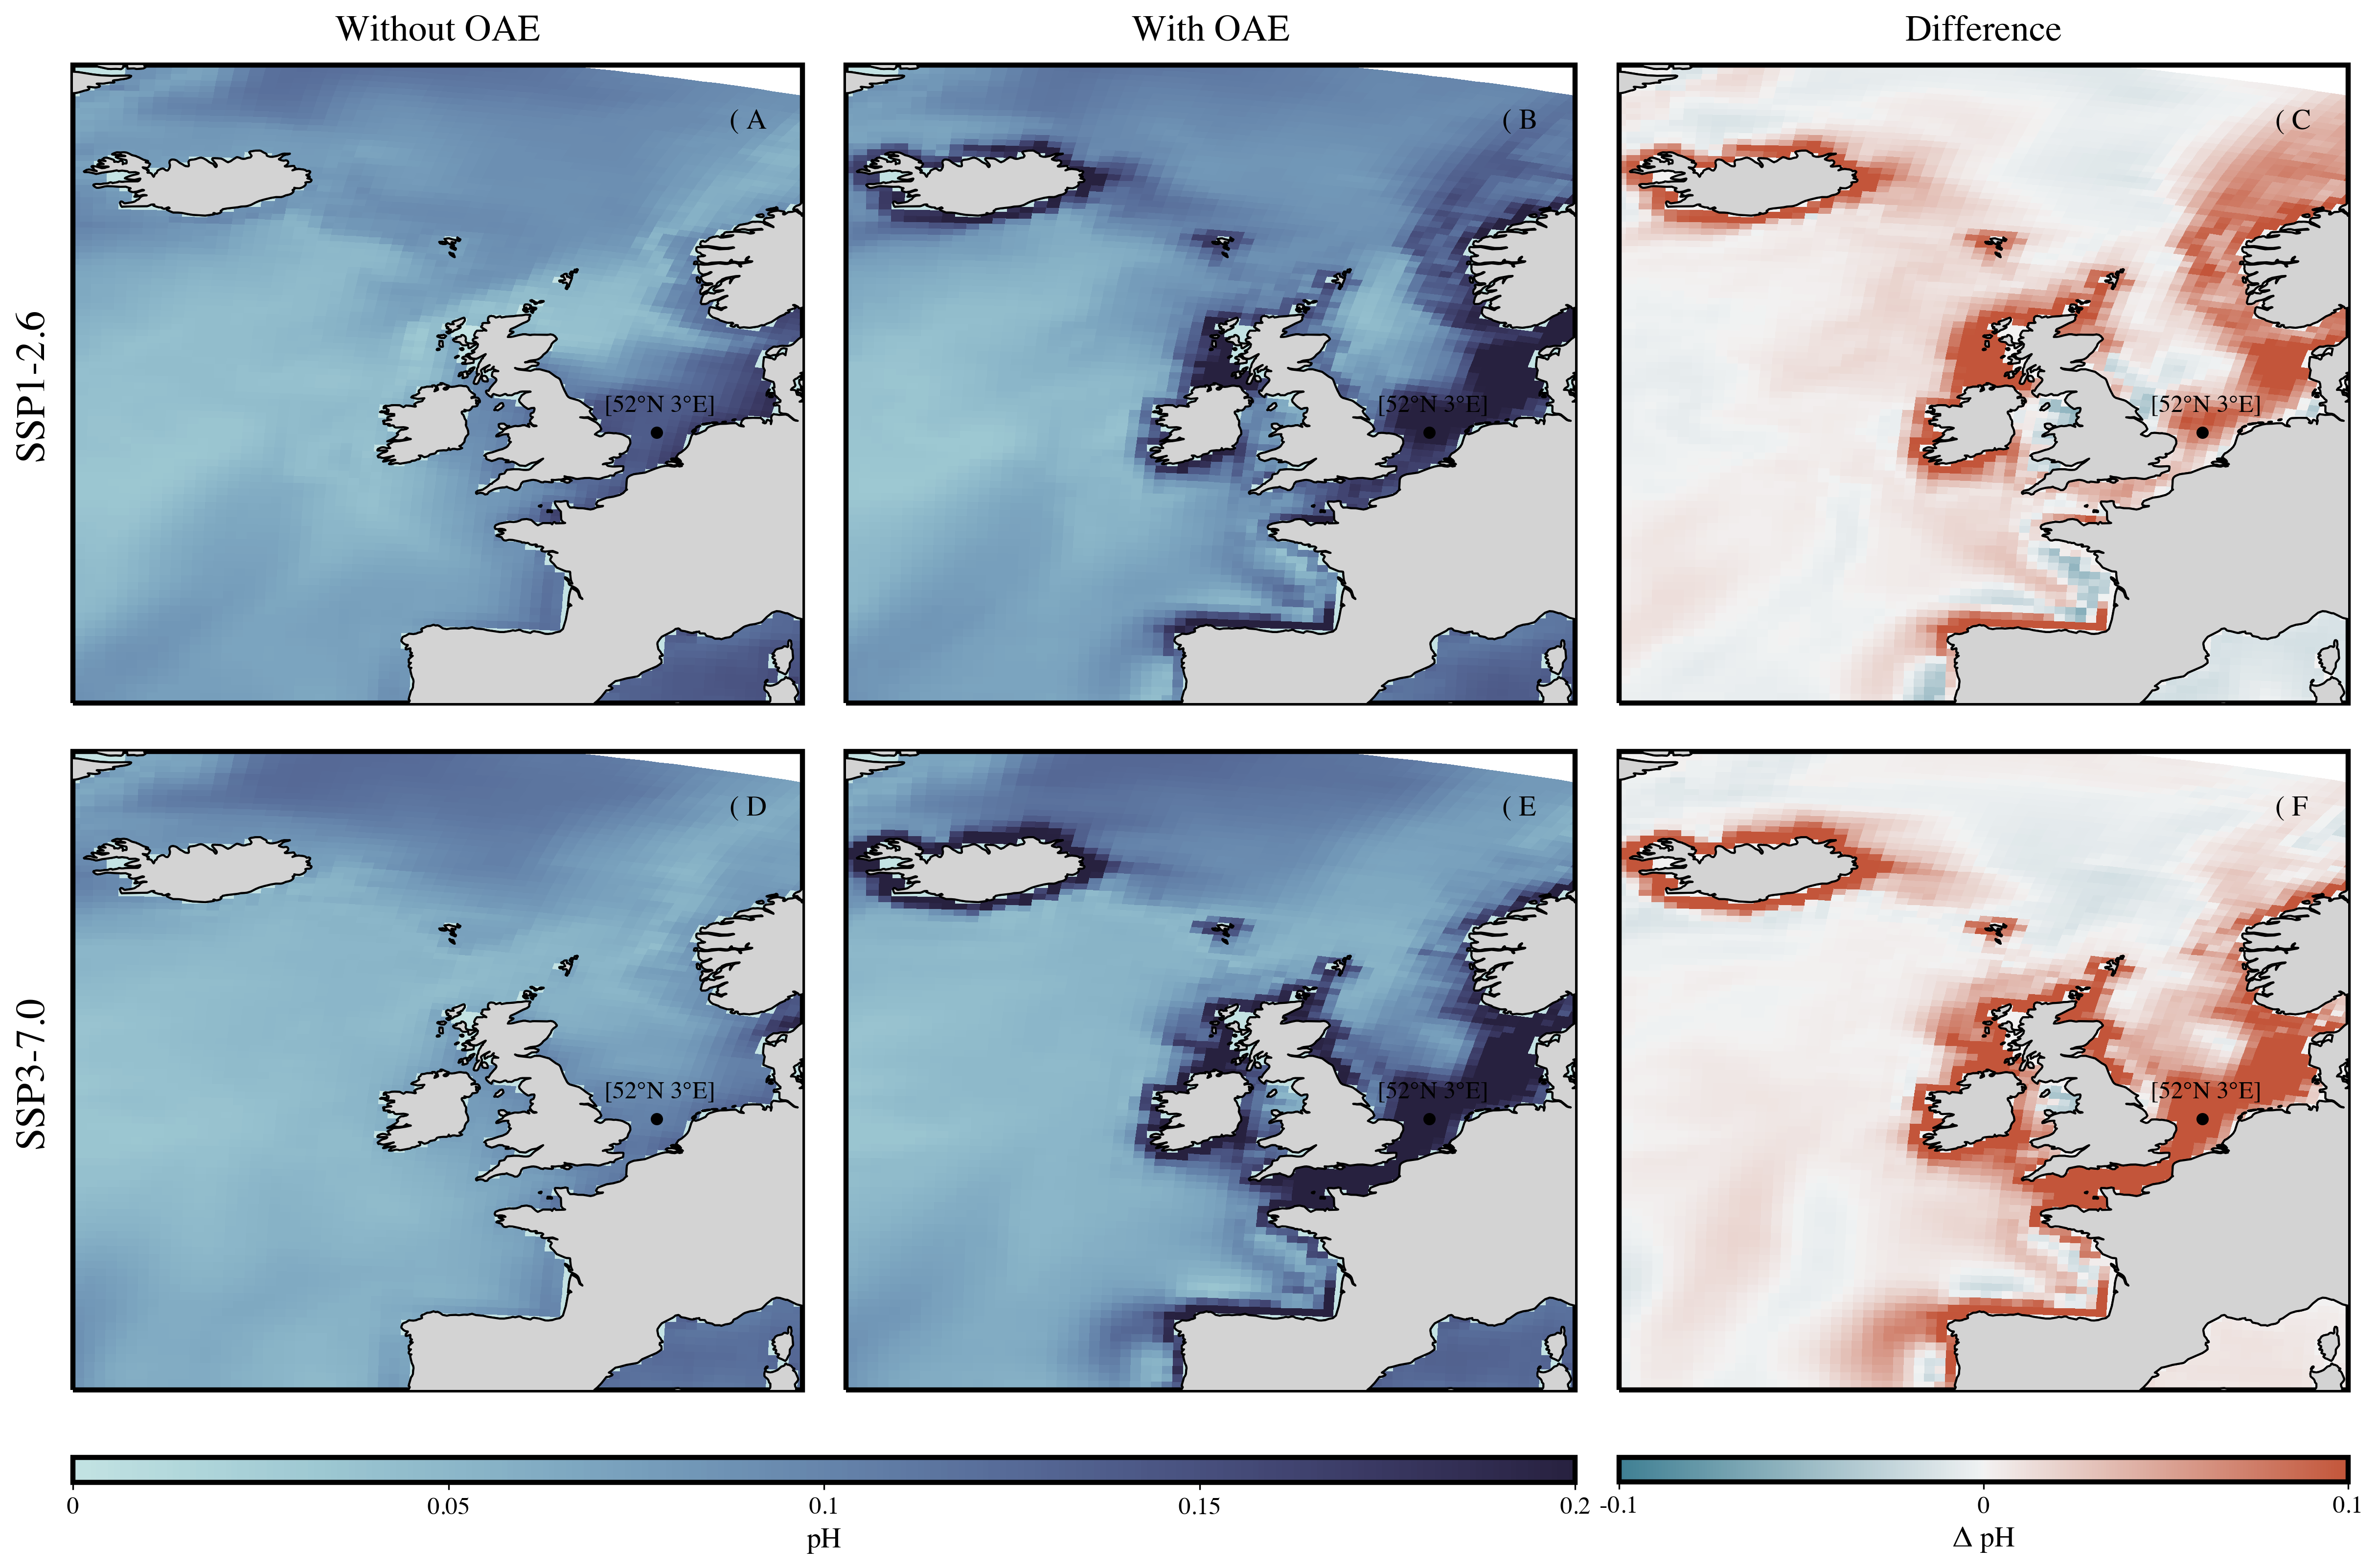 Without OAE
With OAE
Difference
SSP1-2.6
( A
( B
( C
[52°N 3°E]
[52°N 3°E]
[52°N 3°E]
SSP3-7.0
( D
( E
( F
[52°N 3°E]
[52°N 3°E]
[52°N 3°E]
0 0.05 0.1 0.15 0.2
pH
-0.1 0 0.1
Δ pH